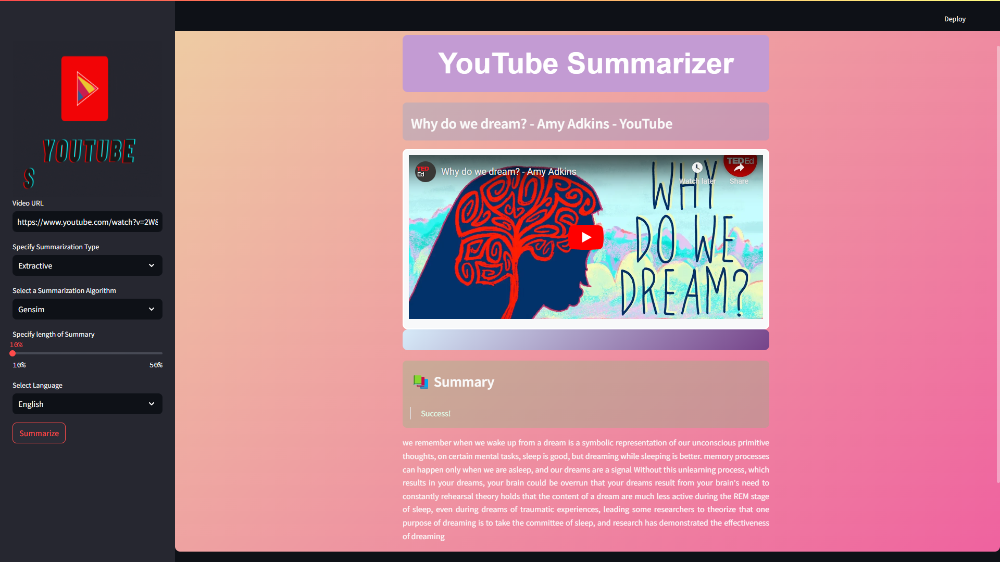 Deploy
YOUTUBE
S
Video URL
https://www.youtube.com/watch?v=2W8
Specify Summarization Type
Extractive
Select a Summarization Algorithm
Gensim
Specify length of Summary
10%
10% 50%
Select Language
English
Summarize
YouTube Summarizer
Why do we dream? - Amy Adkins - YouTube
TED Ed
Why do we dream? - Amy Adkins
Watch later
Share
TEDEd
WHY
DO WE
DREAM?
Summary
Success!
we remember when we wake up from a dream is a symbolic representation of our unconscious primitive
thoughts, on certain mental tasks, sleep is good, but dreaming while sleeping is better. memory processes
can happen only when we are asleep, and our dreams are a signal Without this unlearning process, which
results in your dreams, your brain could be overrun that your dreams result from your brain's need to
constantly rehearsal theory holds that the content of a dream are much less active during the REM stage
of sleep, even during dreams of traumatic experiences, leading some researchers to theorize that one
purpose of dreaming is to take the committee of sleep, and research has demonstrated the effectiveness
of dreaming